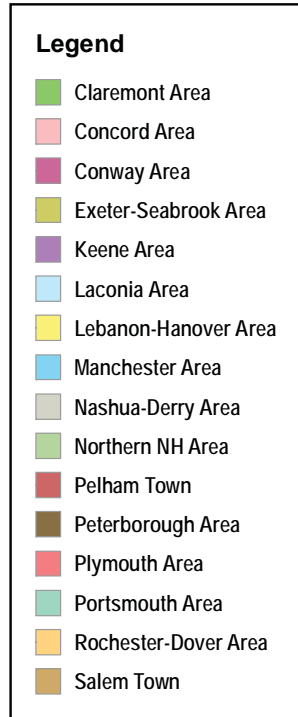 Legend
Claremont Area
Concord Area
Conway Area
Exeter-Seabrook Area
Keene Area
Laconia Area
Lebanon-Hanover Area
Manchester Area
Nashua-Derry Area
Northern NH Area
Pelham Town
Peterborough Area
Plymouth Area
Portsmouth Area
Rochester-Dover Area
Salem Town